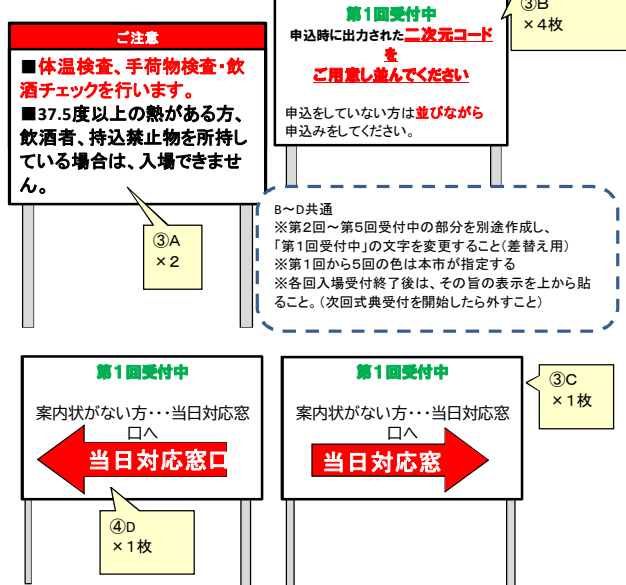 ご注意
■体温検査、手荷物検査・飲
酒チェックを行います。
■37.5度以上の熱がある方、
飲酒者、持込禁止物を所持し
ている場合は、入場できませ
ん。
③A
×2
第1回受付中
申込時に出力された二次元コード
を
ご用意し並んでください
申込をしていない方は並びながら
申込みをしてください。
③B
×4枚
B～D共通
※第2回～第5回受付中の部分を別途作成し、
「第1回受付中」の文字を変更すること(差替え用)
※第1回から5回の色は本市が指定する
※各回入場受付終了後は、その旨の表示を上から貼
ること。(次回式典受付を開始したら外すこと)
第1回受付中
案内状がない方・・・当日対応窓
口へ
当日対応窓口
④D
×1枚
第1回受付中
案内状がない方・・・当日対応窓
口へ
当日対応窓
③C
×1枚